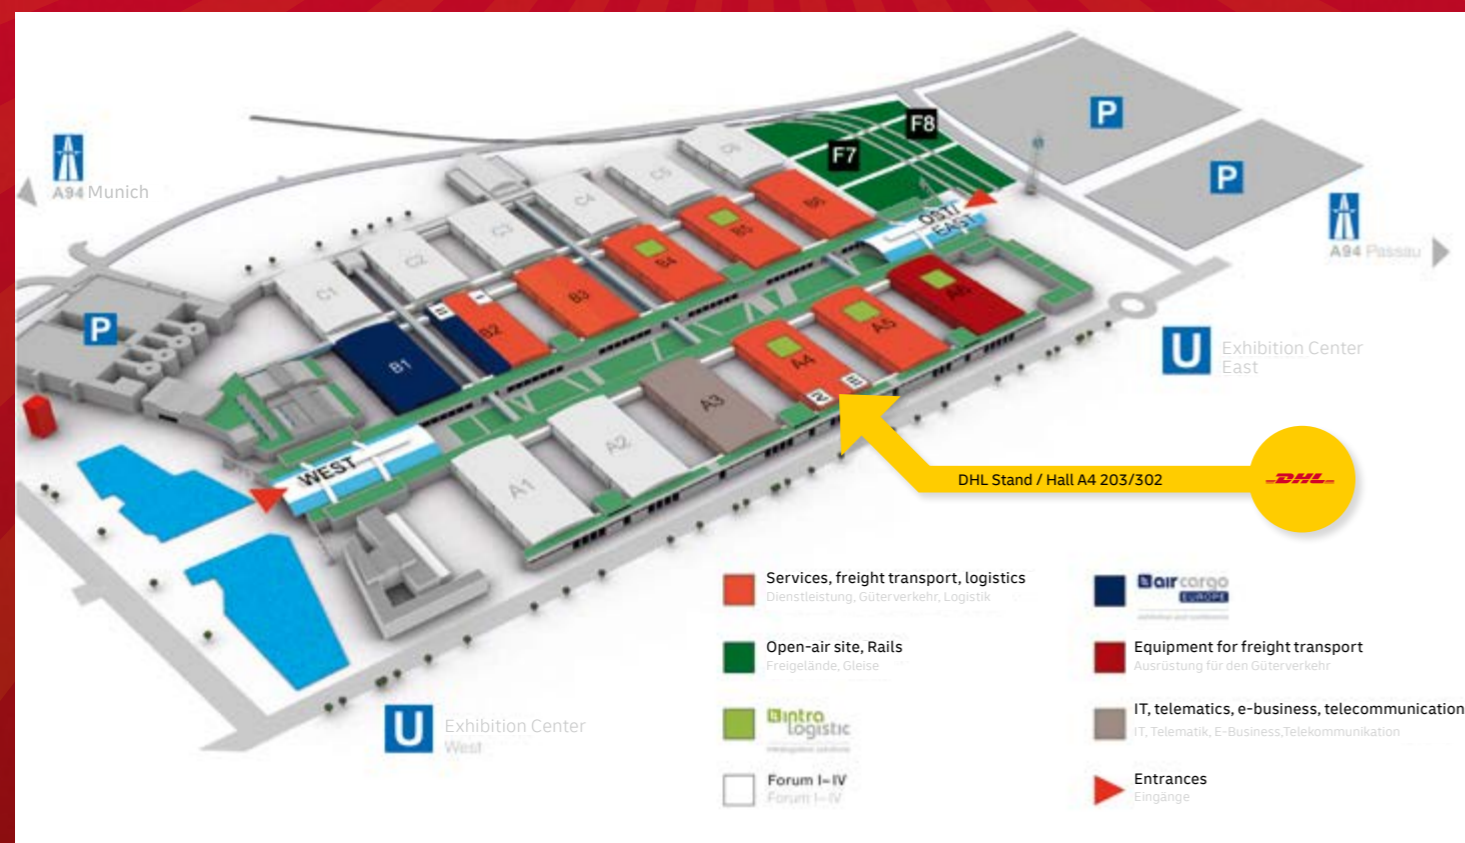 A94 Munich
P
C1
C2
C3
C4
C5
C6
F7
F8
P
P
A94 Passau
OST/
EAST
B1
II
I
B2
B3
B4
B5
B6
A1
A2
A3
A4
A5
A6
IV
III
WEST
U Exhibition Center
East
DHL Stand / Hall A4 203/302
DHL
U Exhibition Center
West
Services, freight transport, logistics
Dienstleistung, Güterverkehr, Logistik
Open-air site, Rails
Freigelände, Gleise
intra
logistic
Forum I–IV
Forum I–IV
air cargo
EUROPE
Equipment for freight transport
Ausrüstung für den Güterverkehr
IT, telematics, e-business, telecommunication
IT, Telematik, E-Business,Telekommunikation
Entrances
Eingänge